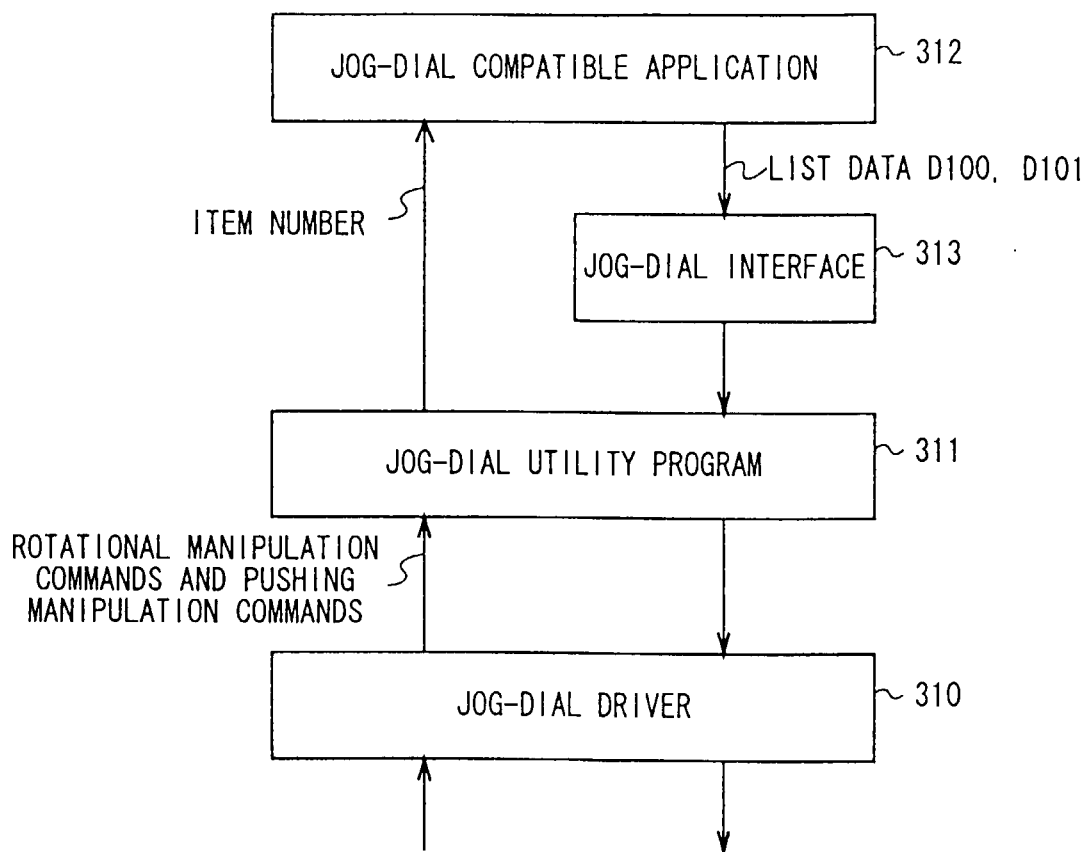 JOG-DIAL COMPATIBLE APPLICATION
312
LIST DATA D100, D101
ITEM NUMBER
313
JOG-DIAL INTERFACE
JOG-DIAL UTILITY PROGRAM
311
ROTATIONAL MANIPULATION
COMMANDS AND PUSHING
MANIPULATION COMMANDS
JOG-DIAL DRIVER
310